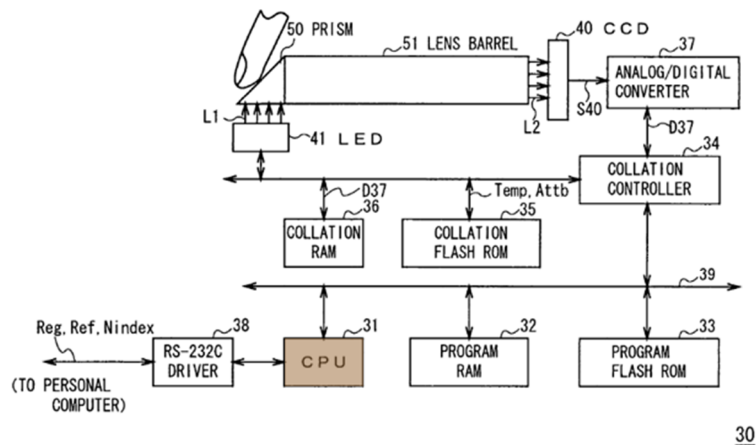 50 PRISM
51 LENS BARREL
40 CCD
37
ANALOG/DIGITAL
CONVERTER
L1
L2
S40
41 LED
D37
34
COLLATION
CONTROLLER
D37
36
COLLATION
RAM
Temp, Attb
35
COLLATION
FLASH ROM
39
Reg, Ref, Nindex
38
RS-232C
DRIVER
31
CPU
32
PROGRAM
RAM
33
PROGRAM
FLASH ROM
(TO PERSONAL
COMPUTER)
30